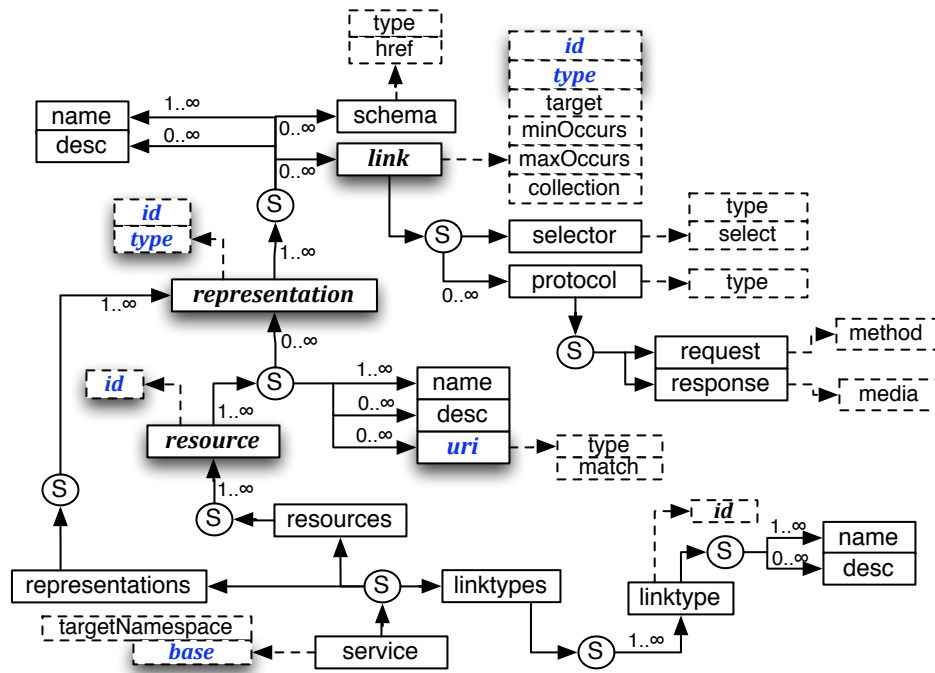 type
href
id
type
target
minOccurs
maxOccurs
collection
name
desc
1..∞
0..∞
0..∞
0..∞
schema
link
S
1..∞
id
type
S
0..∞
selector
protocol
type
select
type
representation
1..∞
0..∞
S
request
response
method
media
id
S
1..∞
resource
1..∞
0..∞
0..∞
name
desc
uri
type
match
S
1..∞
S
resources
id
S
1..∞
0..∞
name
desc
representations
S
linktypes
linktype
targetNamespace
base
service
S
1..∞